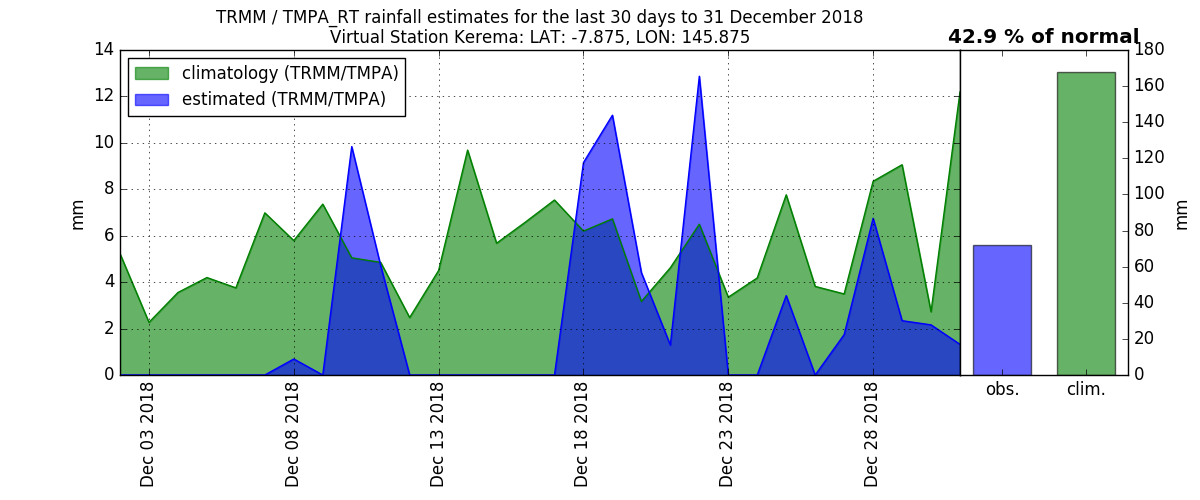 TRMM / TMPA_RT rainfall estimates for the last 30 days to 31 December 2018
Virtual Station Kerema: LAT: -7.875, LON: 145.875
42.9 % of normal
climatology (TRMM/TMPA)
estimated (TRMM/TMPA)
14
12
10
8
6
4
2
0
mm
Dec 03 2018
Dec 08 2018
Dec 13 2018
Dec 18 2018
Dec 23 2018
Dec 28 2018
obs.
clim.
180
160
140
120
100
80
60
40
20
0
mm